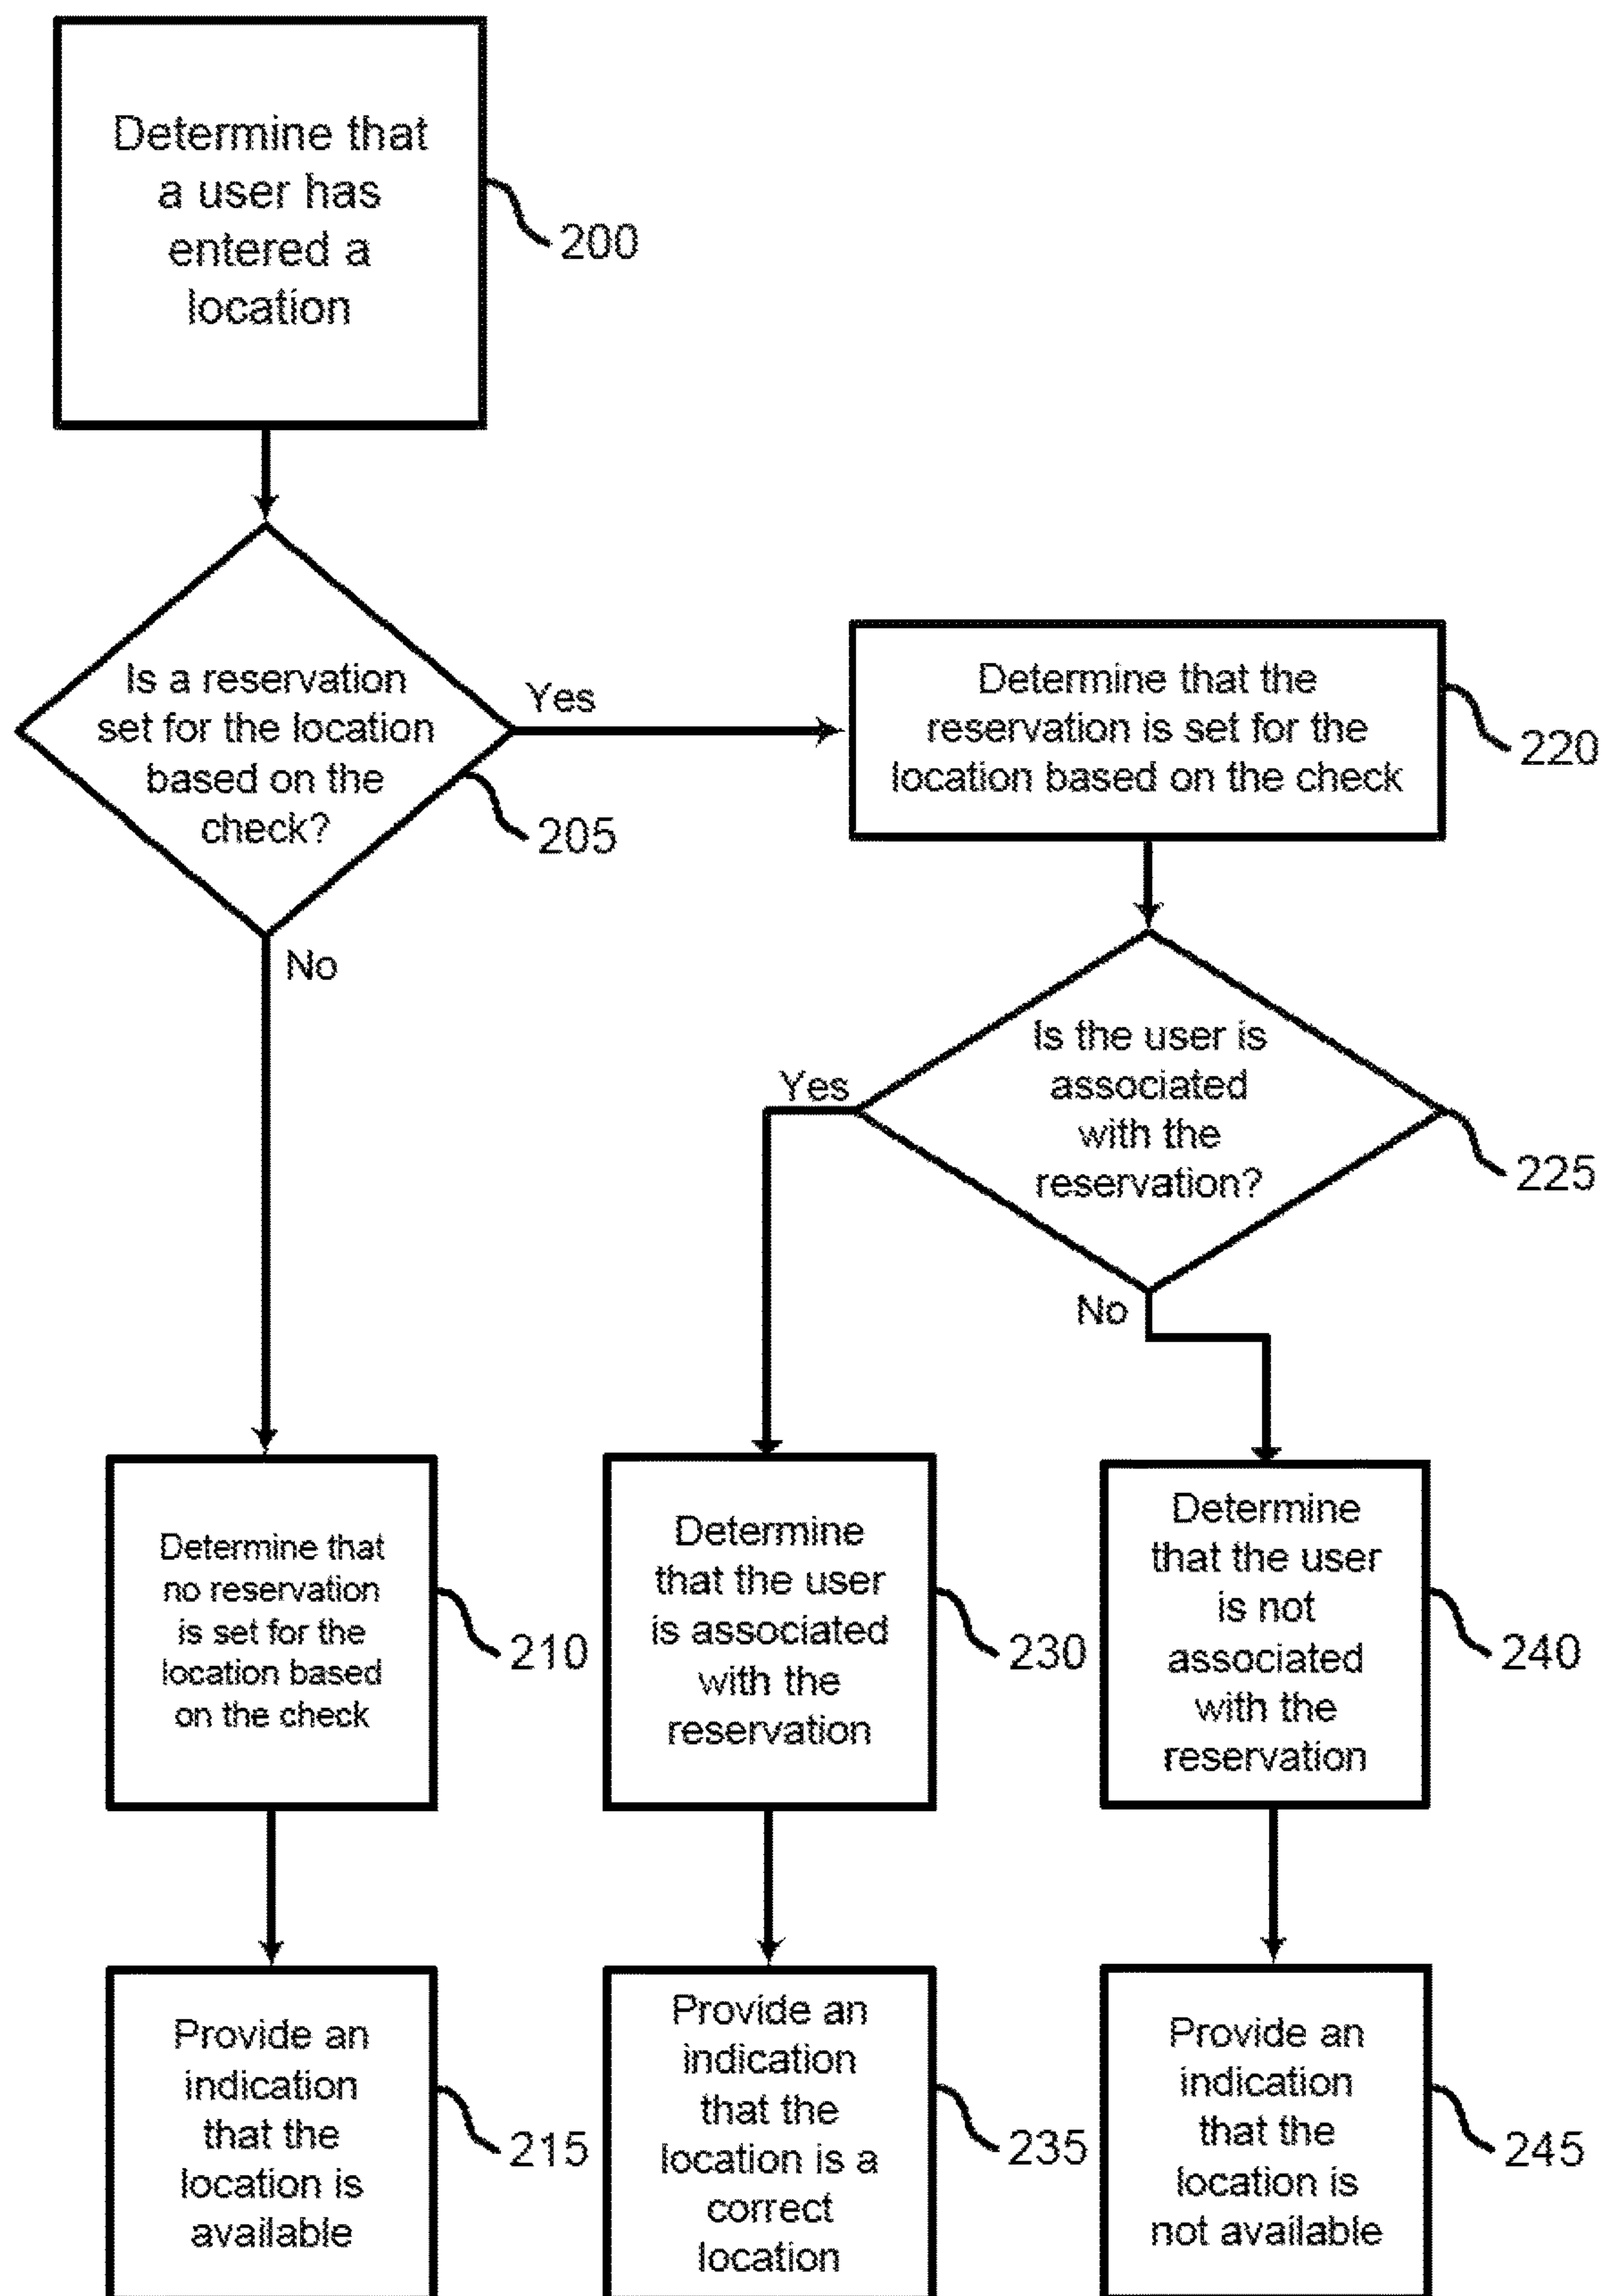 Determine that
a user has
entered a
location
200
Is a reservation
set for the location
based on the
check?
205
Yes
No
Determine that the
reservation is set for the
location based on the check
220
Is the user is
associated
with the
reservation?
225
Yes
No
Determine that
no reservation
is set for the
location based
on the check
210
Determine
that the user
is associated
with the
reservation
230
Determine
that the user
is not
associated
with the
reservation
240
Provide an
indication
that the
location is
available
215
Provide an
indication
that the
location is a
correct
location
235
Provide an
indication
that the
location is
not available
245